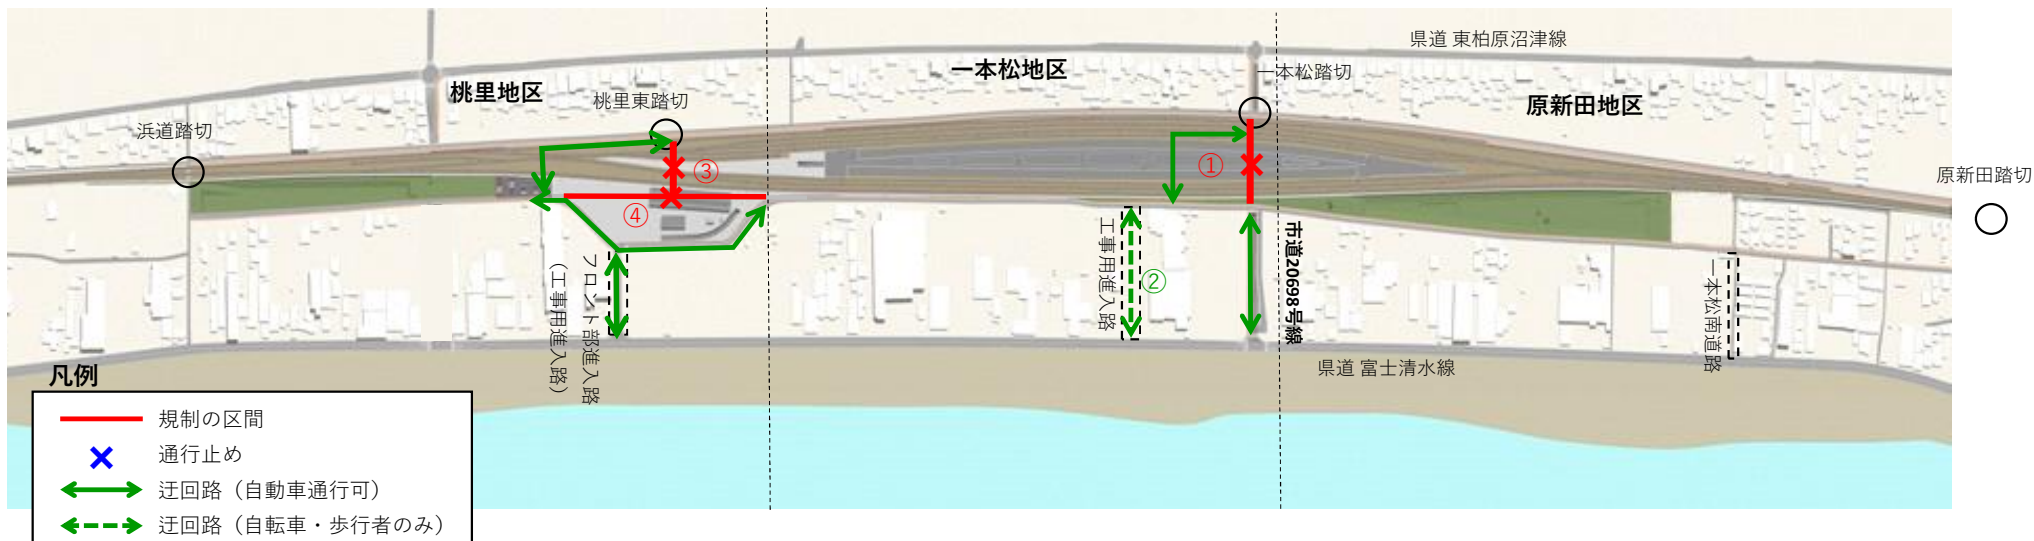 県道 東柏原沼津線
一本松地区
一本松踏切
桃里地区
桃里東踏切
原新田地区
浜道踏切
原新田踏切
①
③
④
②
工事用進入路
市道20698号線
フロント部進入路
(工事用進入路)
一本松南道路
県道 富士清水線
凡例
規制の区間
通行止め
迂回路（自動車通行可）
迂回路（自転車・歩行者のみ）